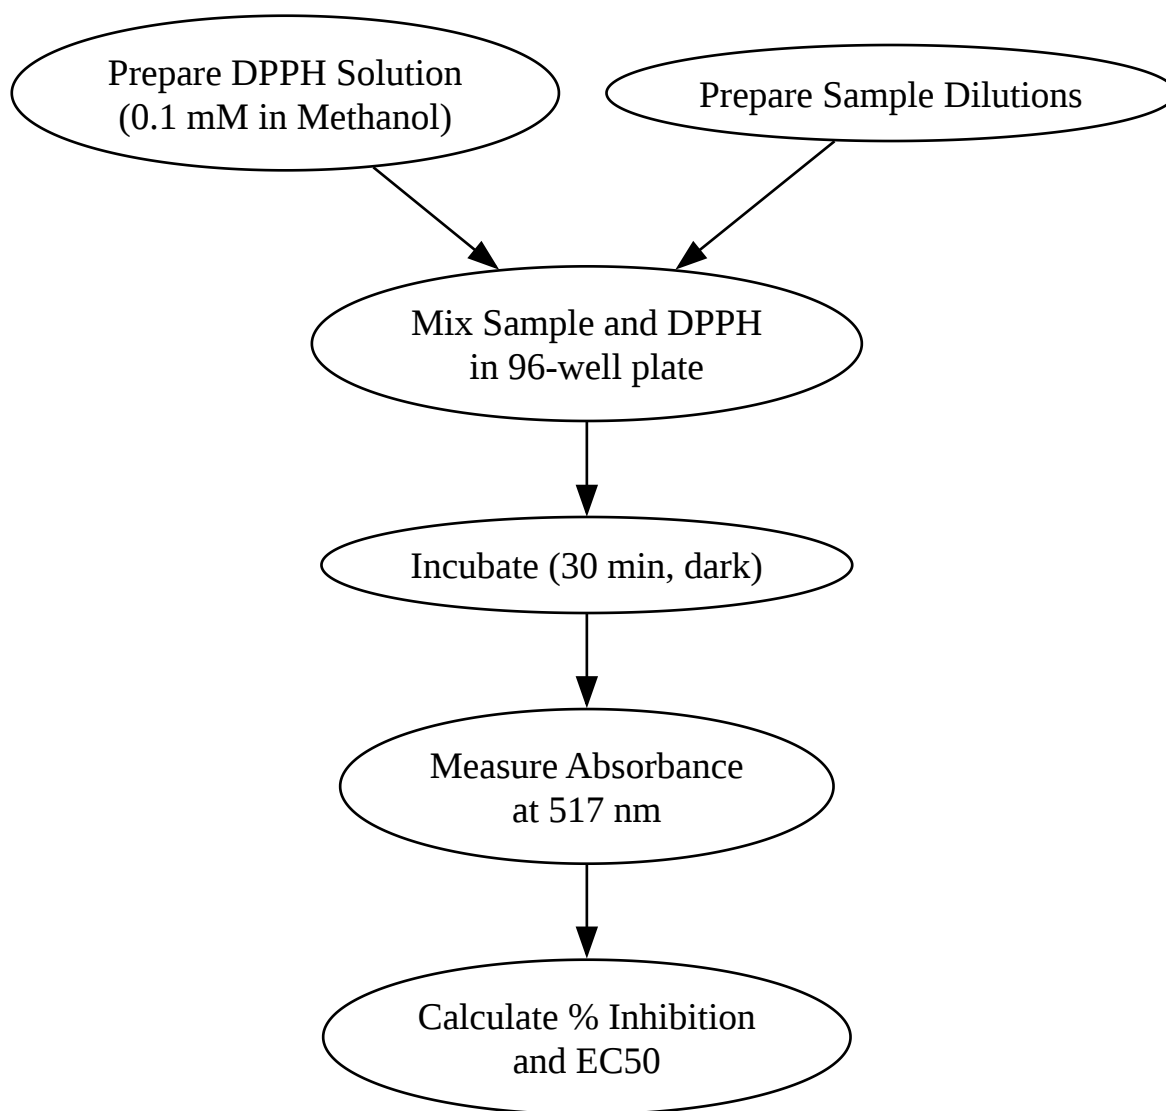 Prepare DPPH Solution
(0.1 mM in Methanol)
Prepare Sample Dilutions
Mix Sample and DPPH
in 96-well plate
Incubate (30 min, dark)
Measure Absorbance
at 517 nm
Calculate % Inhibition
and EC50